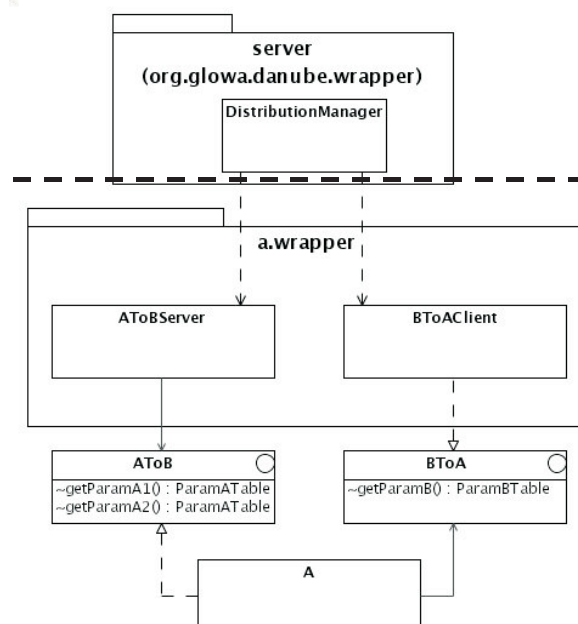 server
(org.glowa.danube.wrapper)
DistributionManager
a.wrapper
AToBServer
BToAClient
AToB
~getParamA1() : ParamATable
~getParamA2() : ParamATable
BToA
~getParamB() : ParamBTable
A